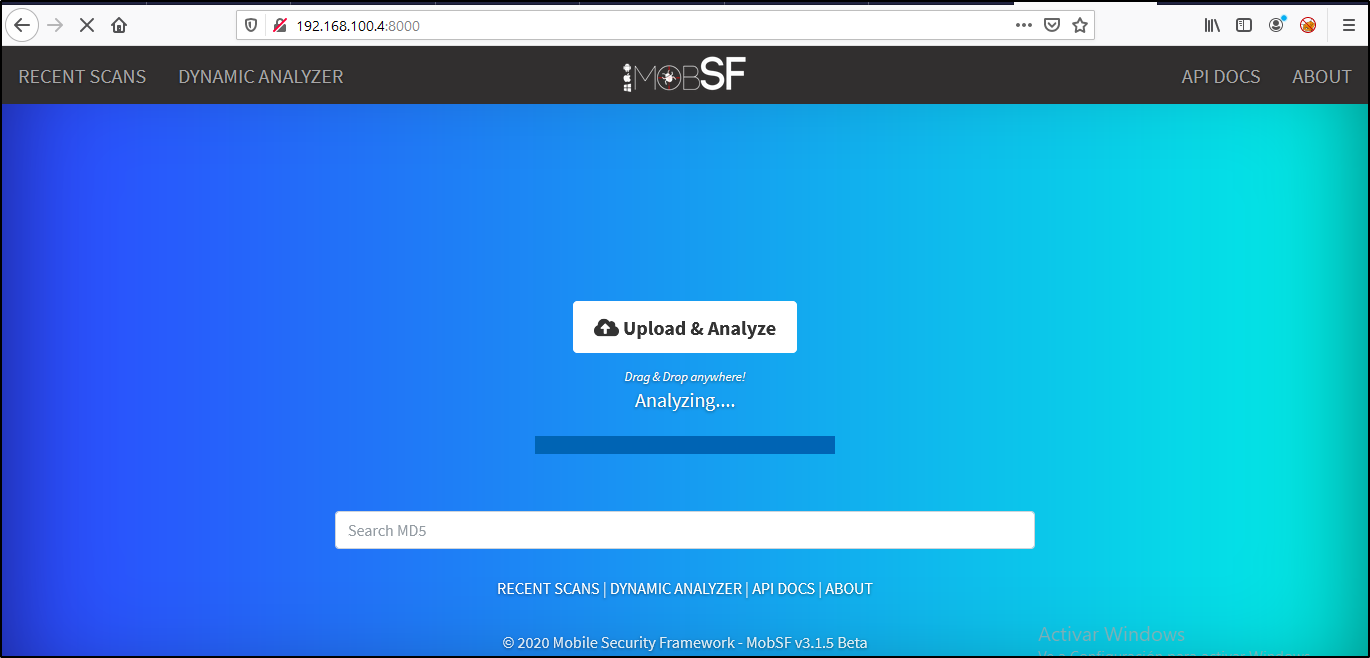 192.168.100.4:8000
RECENT SCANS DYNAMIC ANALYZER MOBSF API DOCS ABOUT
Upload & Analyze
Drag & Drop anywhere!
Analyzing....
Search MD5
RECENT SCANS | DYNAMIC ANALYZER | API DOCS | ABOUT
Activar Windows
© 2020 Mobile Security Framework - MobSF v3.1.5 Beta